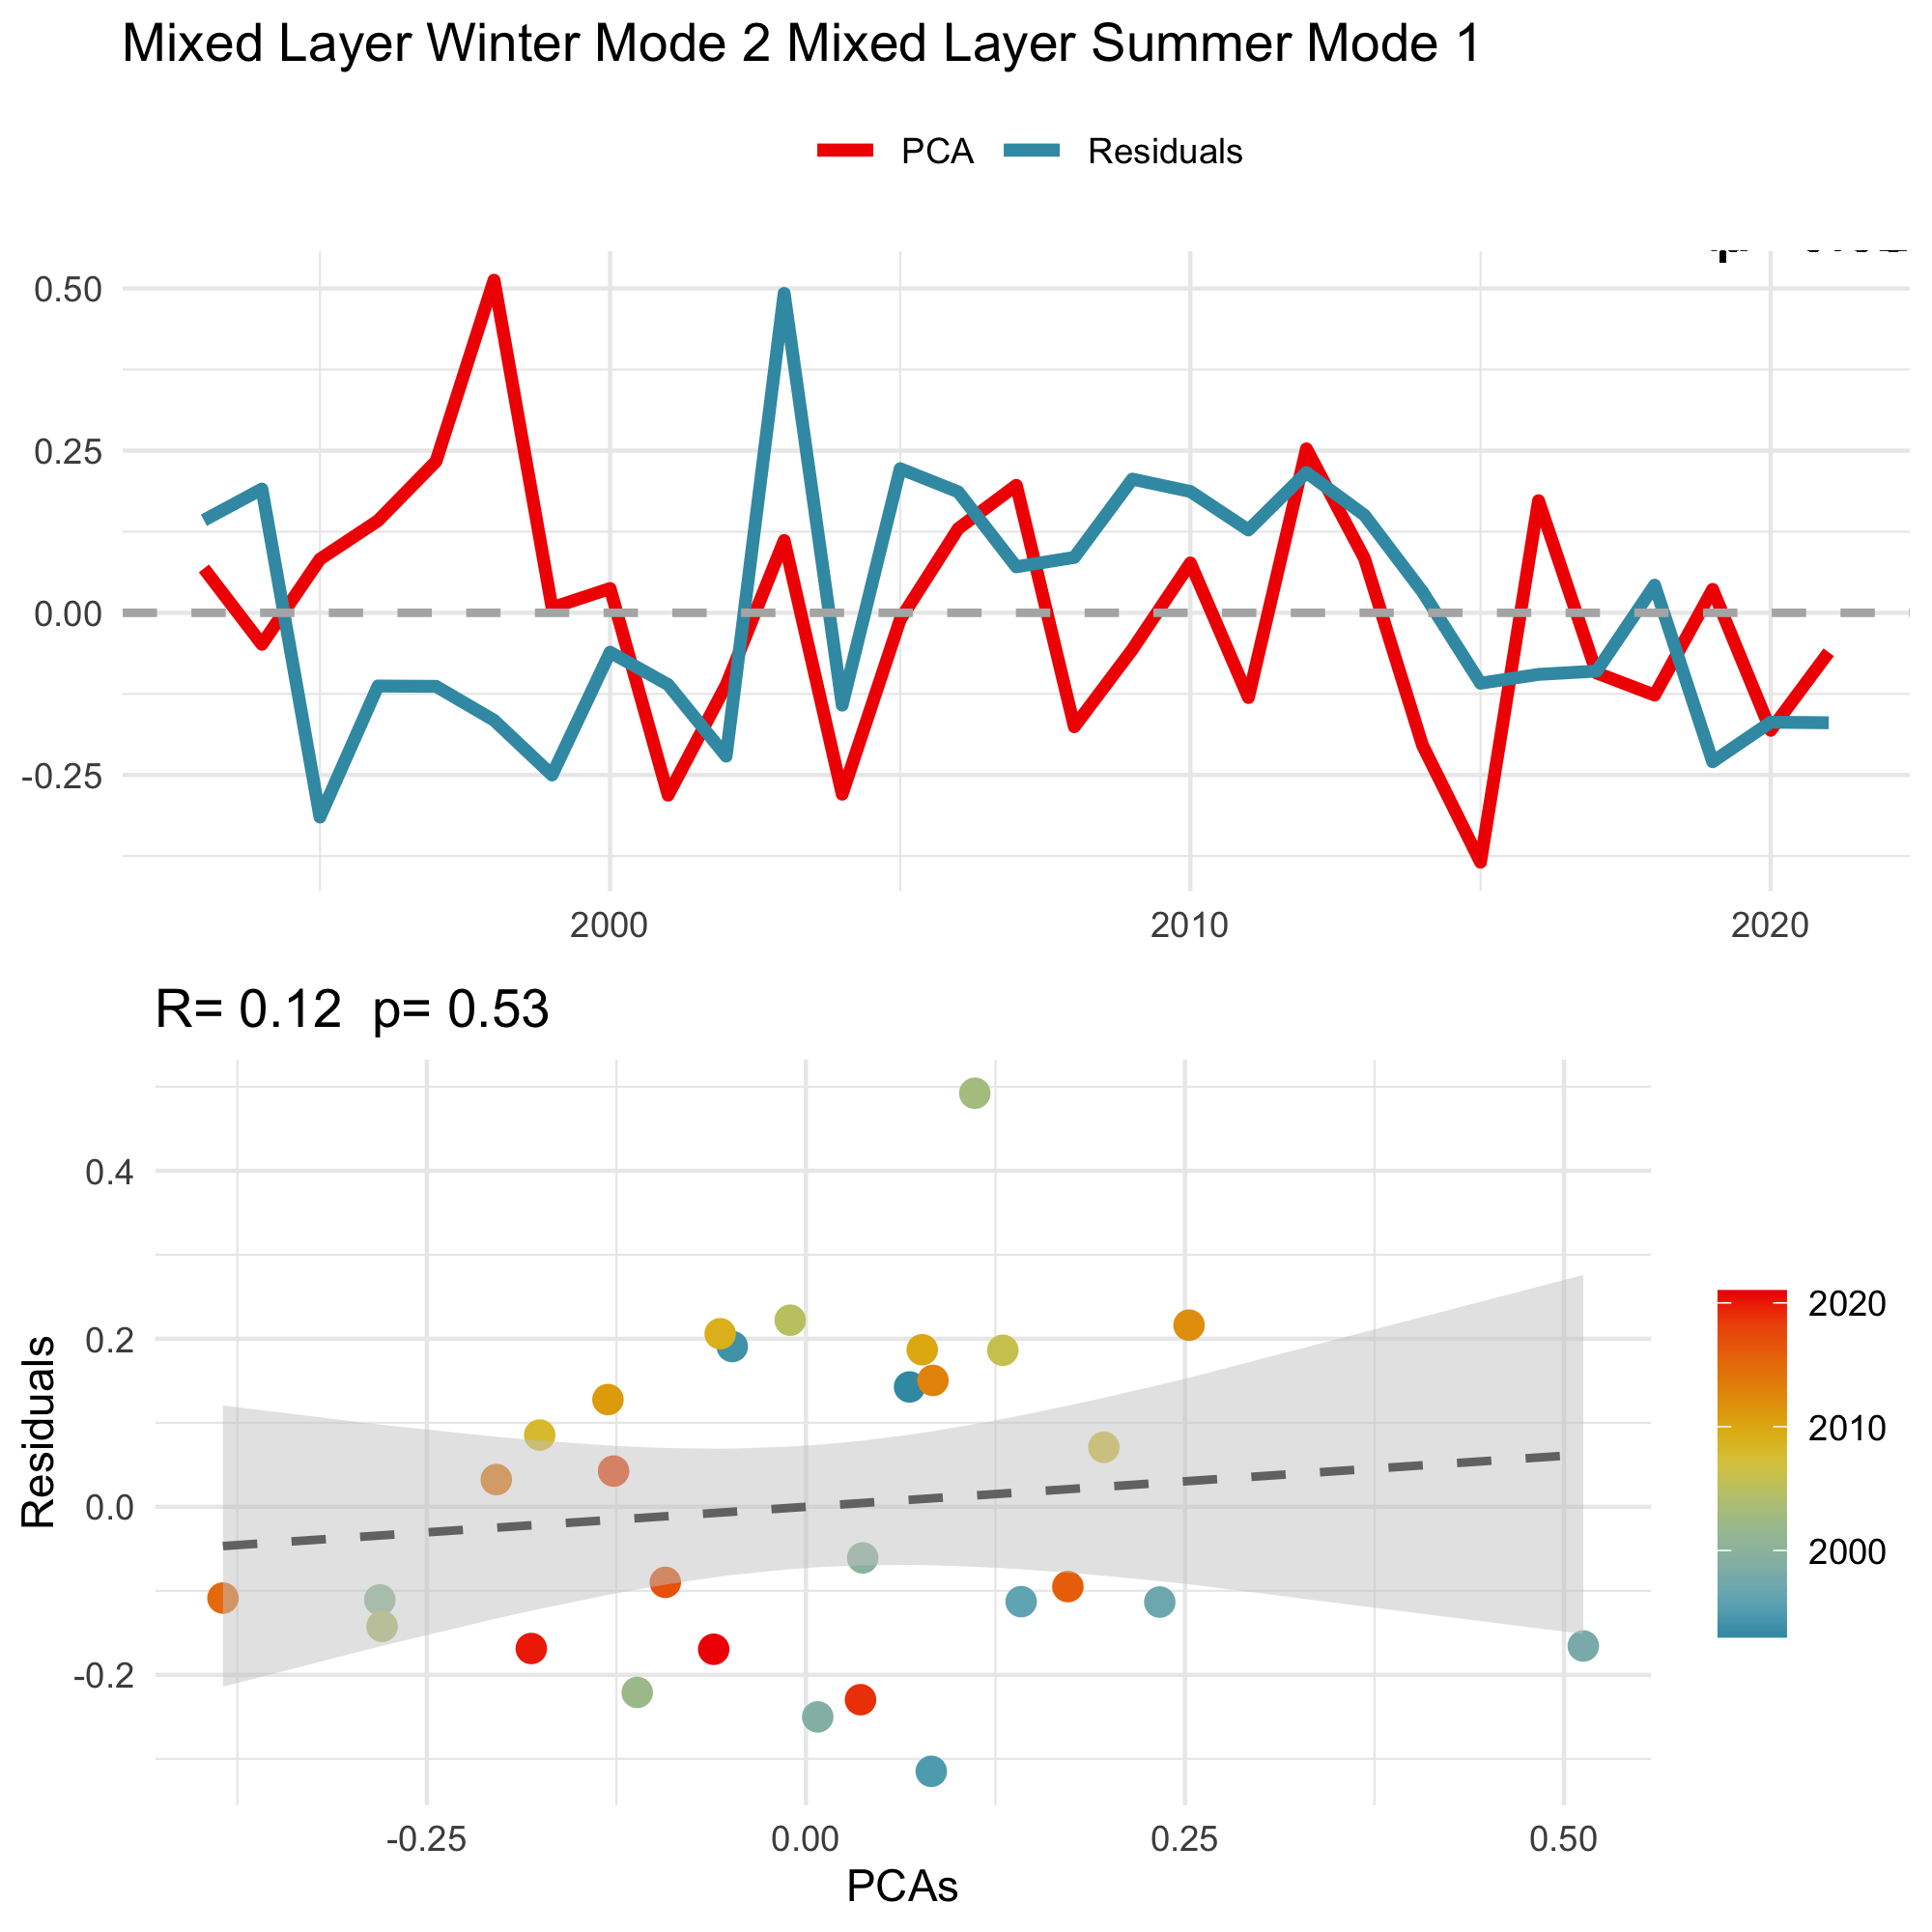 Mixed Layer Winter Mode 2 Mixed Layer Summer Mode 1
PCA Residuals
0.50
0.25
0.00
-0.25
2000 2010 2020
R= 0.12 p= 0.53
Residuals
0.4
0.2
0.0
-0.2
-0.25 0.00 0.25 0.50
PCAs
2020
2010
2000